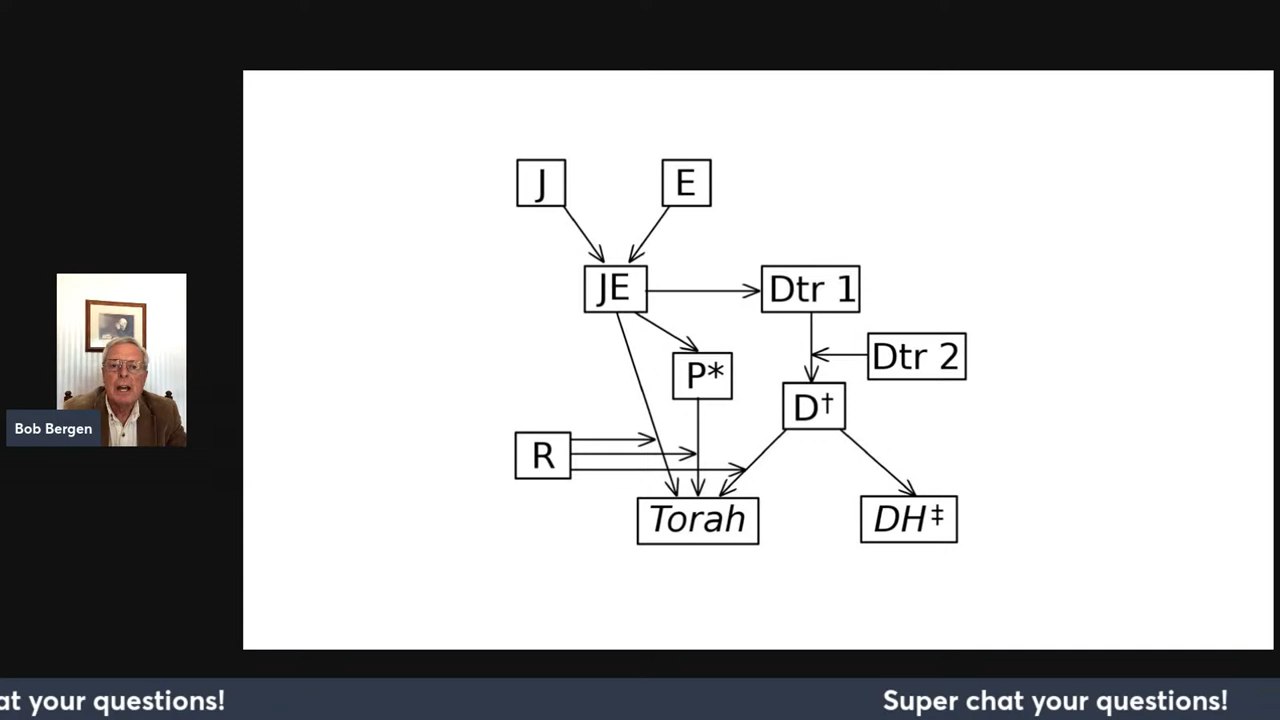 J
E
JE
Dtr 1
Dtr 2
P*
D†
R
Torah
DH‡
Bob Bergen
at your questions!
Super chat your questions!